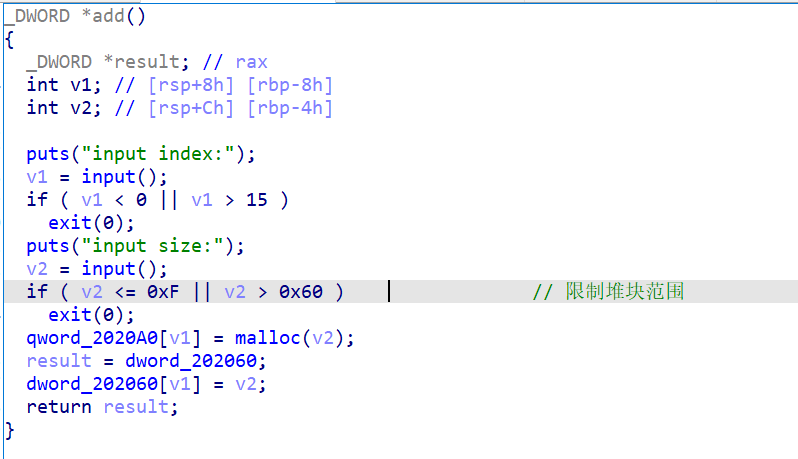 _DWORD *add()
{
  _DWORD *result; // rax
  int v1; // [rsp+8h] [rbp-8h]
  int v2; // [rsp+Ch] [rbp-4h]

  puts("input index:");
  v1 = input();
  if ( v1 < 0 || v1 > 15 )
    exit(0);
  puts("input size:");
  v2 = input();
  if ( v2 <= 0xF || v2 > 0x60 ) // 限制堆块范围
    exit(0);
  qword_2020A0[v1] = malloc(v2);
  result = dword_202060;
  dword_202060[v1] = v2;
  return result;
}